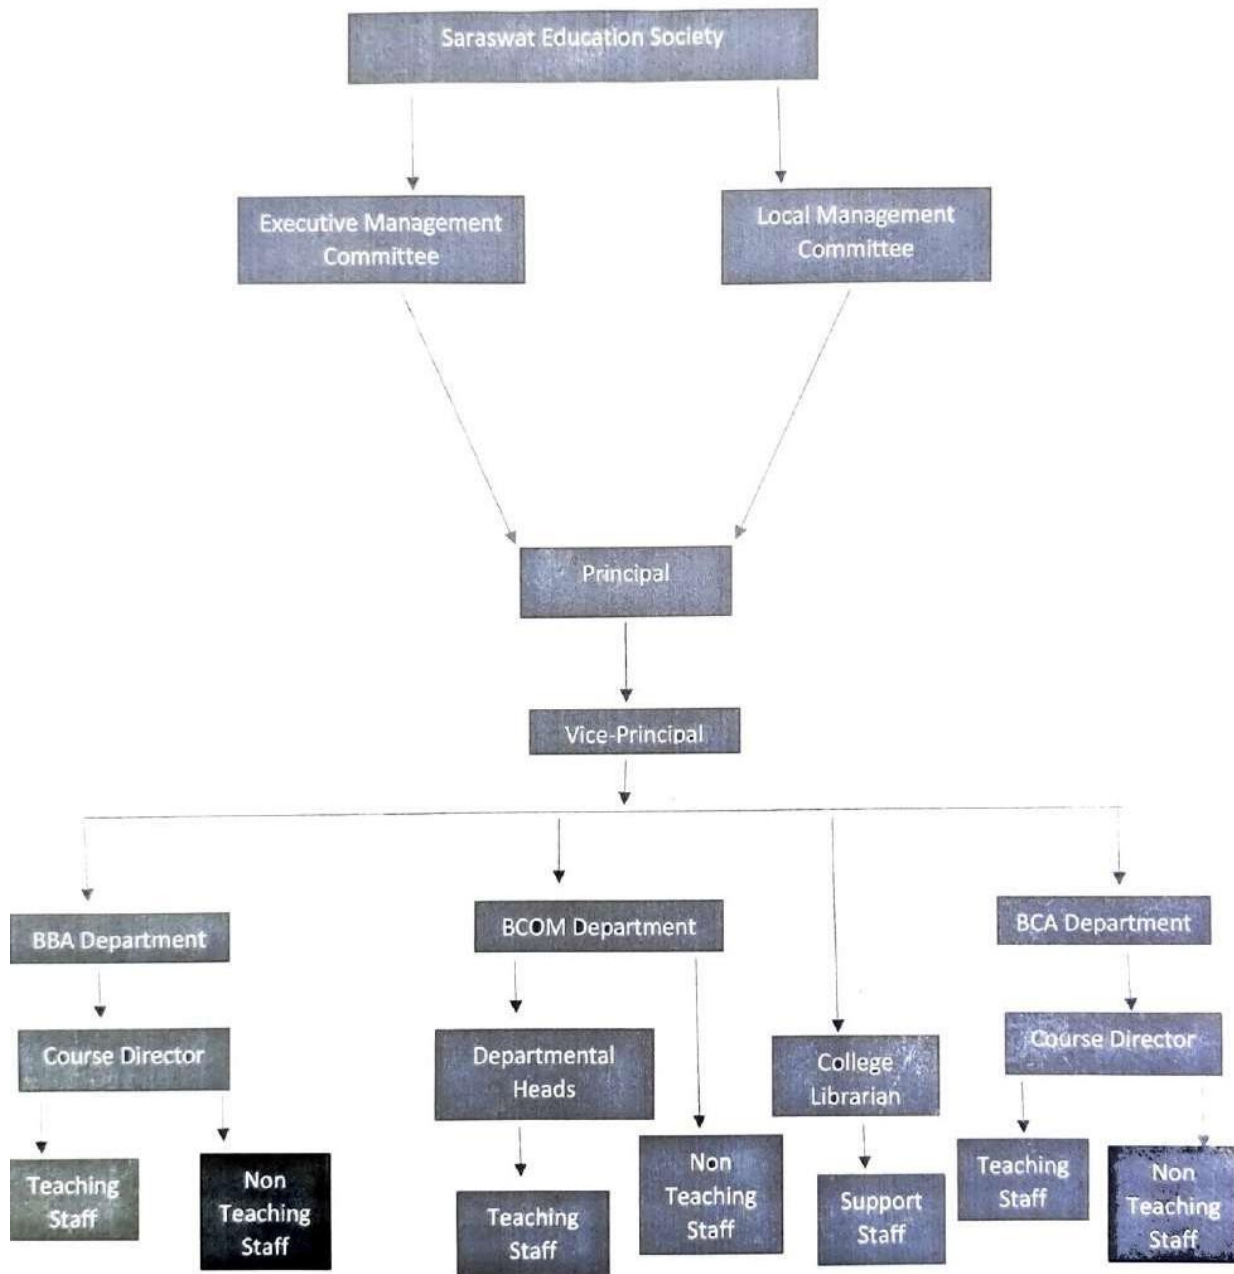 Saraswat Education Society
Executive Management
Committee
Local Management
Committee
Principal
Vice-Principal
BBA Department
BCOM Department
BCA Department
Course Director
Departmental
Heads
College
Librarian
Course Director
Teaching
Staff
Non
Teaching
Staff
Teaching
Staff
Non
Teaching
Staff
Support
Staff
Teaching
Staff
Non
Teaching
Staff